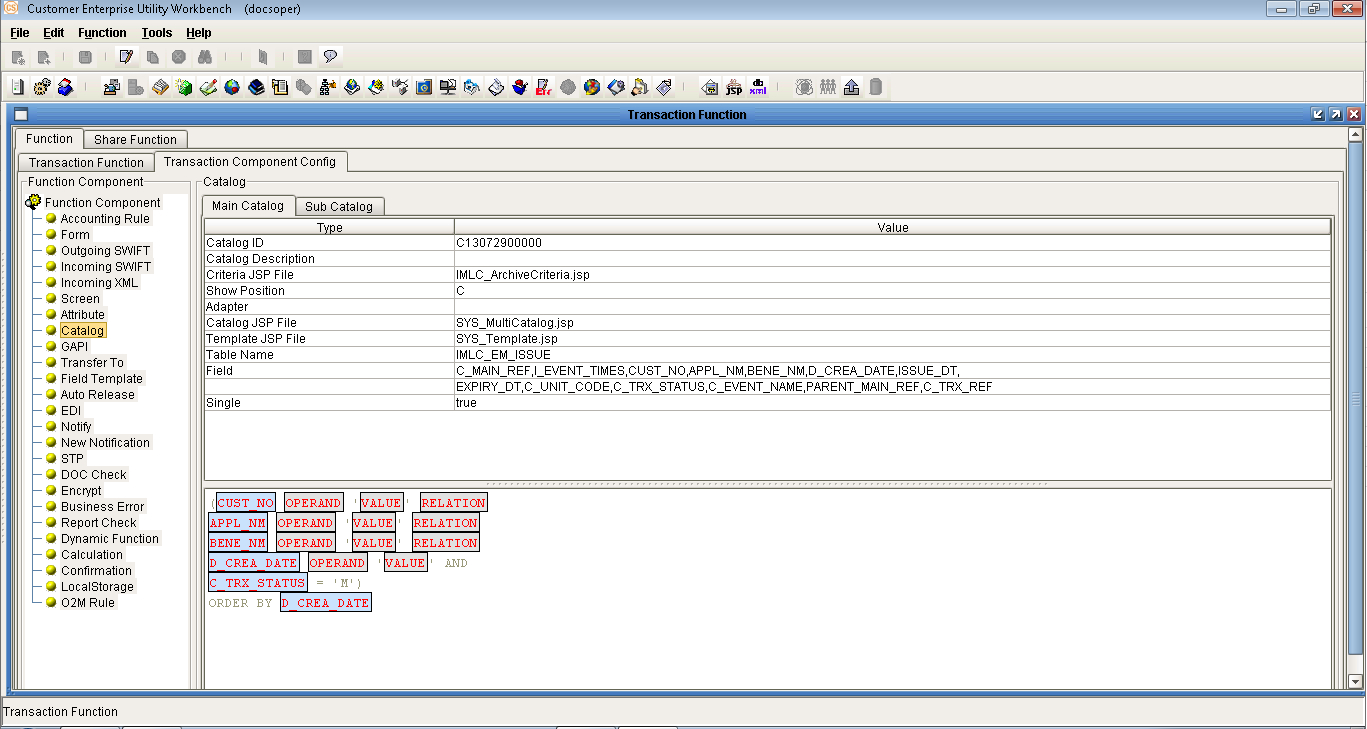 Customer Enterprise Utility Workbench (docsoper)
File Edit Function Tools Help
Err jsp db xml
Transaction Function
Function Share Function
Transaction Function Transaction Component Config
Function Component
Function Component
Accounting Rule
Form
Outgoing SWIFT
Incoming SWIFT
Incoming XML
Screen
Attribute
Catalog
GAPI
Transfer To
Field Template
Auto Release
EDI
Notify
New Notification
STP
DOC Check
Encrypt
Business Error
Report Check
Dynamic Function
Calculation
Confirmation
LocalStorage
O2M Rule
Catalog
Main Catalog Sub Catalog
Type Value
Catalog ID C13072900000
Catalog Description
Criteria JSP File IMLC_ArchiveCriteria.jsp
Show Position C
Adapter
Catalog JSP File SYS_MultiCatalog.jsp
Template JSP File SYS_Template.jsp
Table Name IMLC_EM_ISSUE
Field C_MAIN_REF,I_EVENT_TIMES,CUST_NO,APPL_NM,BENE_NM,D_CREA_DATE,ISSUE_DT,
EXPIRY_DT,C_UNIT_CODE,C_TRX_STATUS,C_EVENT_NAME,PARENT_MAIN_REF,C_TRX_REF
Single true
(CUST_NO OPERAND 'VALUE' RELATION
APPL_NM OPERAND 'VALUE' RELATION
BENE_NM OPERAND 'VALUE' RELATION
D_CREA_DATE OPERAND 'VALUE' AND
C_TRX_STATUS = 'M')
ORDER BY D_CREA_DATE
Transaction Function